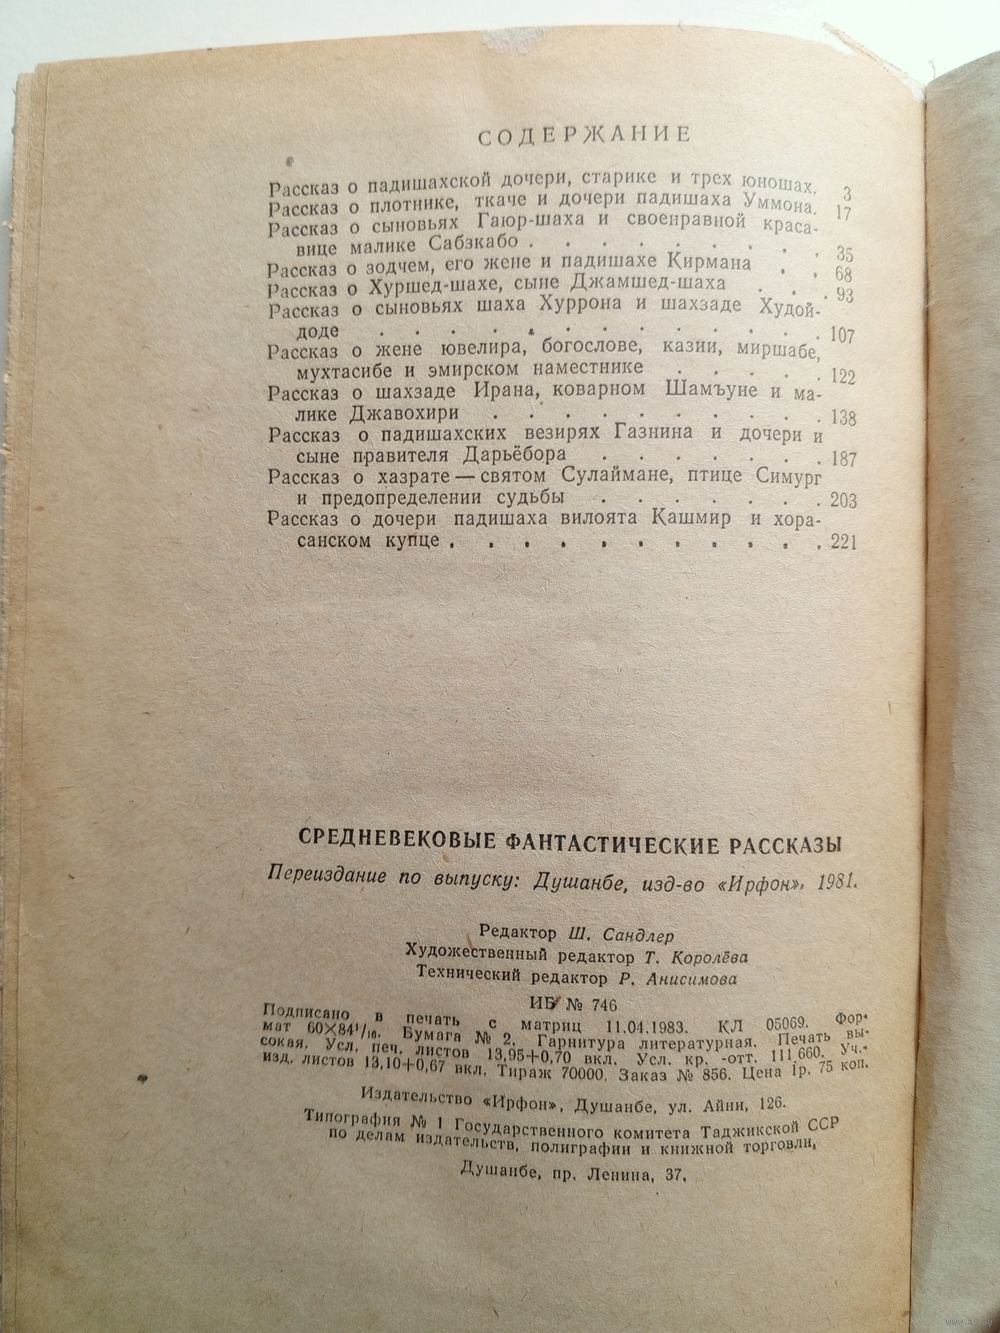 СОДЕРЖАНИЕ
Рассказ о падишахской дочери, старике и трех юношах. 3
Рассказ о плотнике, ткаче и дочери падишаха Уммона. 17
Рассказ о сыновьях Гаюр-шаха и своенравной краса-
вице малике Сабзкабо . . . . . . . . 35
Рассказ о зодчем, его жене и падишахе Кирмана . . 68
Рассказ о Хуршед-шахе, сыне Джамшед-шаха . . . 93
Рассказ о сыновьях шаха Хуррона и шахзаде Худой-
доде . . . . . . . . . . . . . 107
Рассказ о жене ювелира, богослове, казии, миршабе,
мухтасибе и эмирском наместнике . . . . . 122
Рассказ о шахзаде Ирана, коварном Шамъуне и ма-
лике Джавохири . . . . . . . . . . 138
Рассказ о падишахских везирях Газнина и дочери и
сыне правителя Дарьёбора . . . . . . . 187
Рассказ о хазрате — святом Сулаймане, птице Симург
и предопределении судьбы . . . . . . . 203
Рассказ о дочери падишаха вилоята Кашмир и хора-
санском купце . . . . . . . . . . . 221
СРЕДНЕВЕКОВЫЕ ФАНТАСТИЧЕСКИЕ РАССКАЗЫ
Переиздание по выпуску: Душанбе, изд-во «Ирфон», 1981.
Редактор Ш. Сандлер
Художественный редактор Т. Королёва
Технический редактор Р. Анисимова
ИБ № 746
Подписано в печать с матриц 11.04.1983. КЛ 05069. Фор-
мат 60×84 1/16. Бумага № 2. Гарнитура литературная. Печать вы-
сокая. Усл. печ. листов 13,95+0,70 вкл. Усл. кр. -отт. 111,660. Уч.-
изд. листов 13,10+0,67 вкл. Тираж 70000. Заказ № 856. Цена 1р. 75 коп.
Издательство «Ирфон», Душанбе, ул. Айни, 126.
Типография № 1 Государственного комитета Таджикской ССР
по делам издательств, полиграфии и книжной торговли,
Душанбе, пр. Ленина, 37.